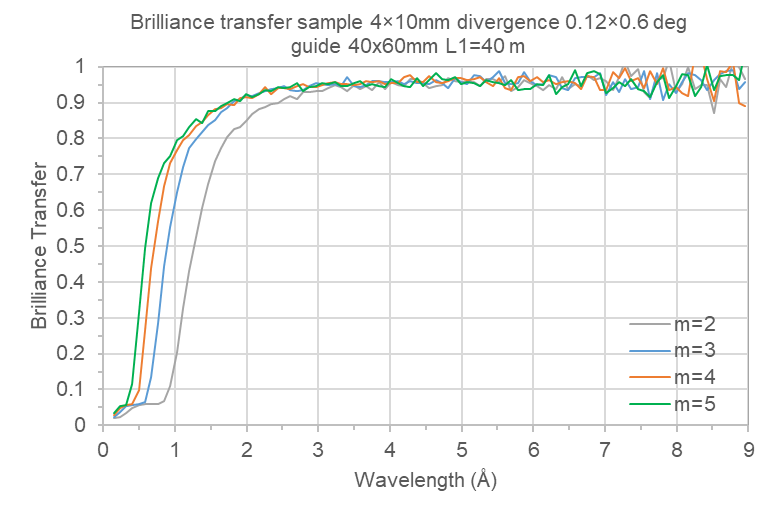 Brilliance transfer sample 4×10mm divergence 0.12×0.6 deg
guide 40x60mm L1=40 m
1
0.9
0.8
0.7
0.6
0.5
0.4
0.3
0.2
0.1
0
Brilliance Transfer
m=2
m=3
m=4
m=5
0 1 2 3 4 5 6 7 8 9
Wavelength (Å)